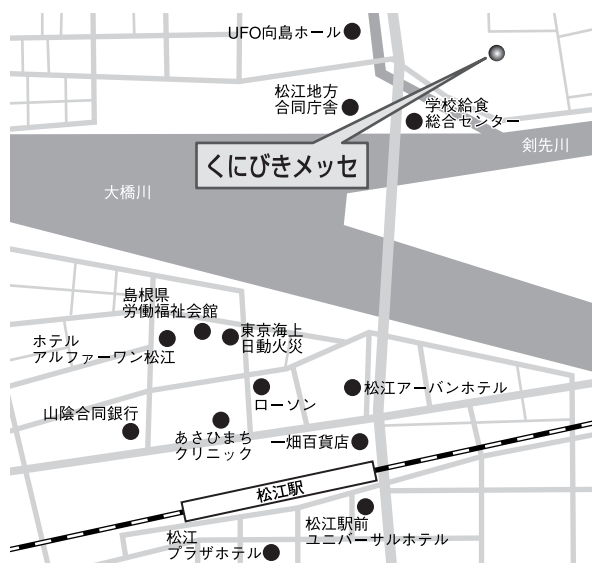 UFO向島ホール
松江地方
合同庁舎
学校給食
総合センター
くにびきメッセ
剣先川
大橋川
島根県
労働福祉会館
東京海上
日動火災
ホテル
アルファーワン松江
ローソン
松江アーバンホテル
山陰合同銀行
あさひまち
クリニック
一畑百貨店
松江駅
松江駅前
ユニバーサルホテル
松江
プラザホテル